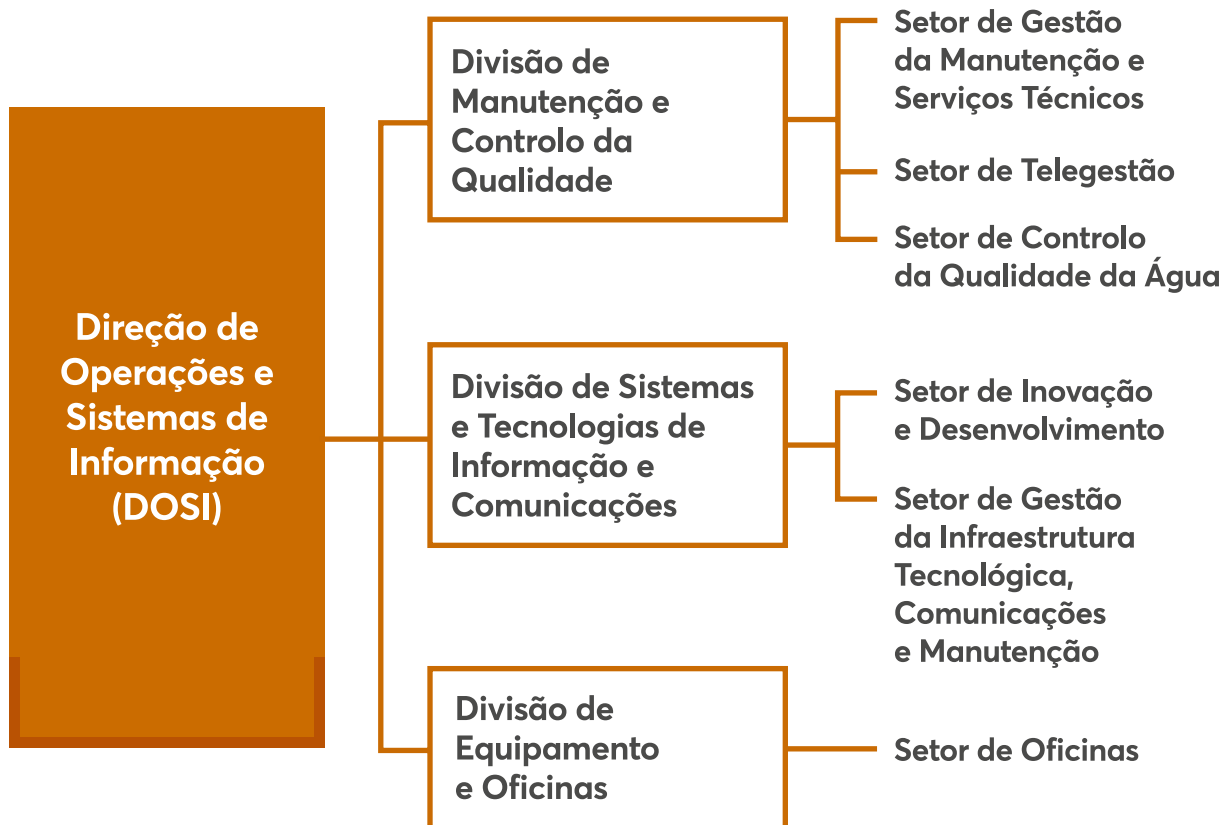 Direção de
Operações e
Sistemas de
Informação
(DOSI)
Divisão de
Manutenção e
Controlo da
Qualidade
Setor de Gestão
da Manutenção e
Serviços Técnicos
Setor de Telegestão
Setor de Controlo
da Qualidade da Água
Divisão de Sistemas
e Tecnologias de
Informação e
Comunicações
Setor de Inovação
e Desenvolvimento
Setor de Gestão
da Infraestrutura
Tecnológica,
Comunicações
e Manutenção
Divisão de
Equipamento
e Oficinas
Setor de Oficinas